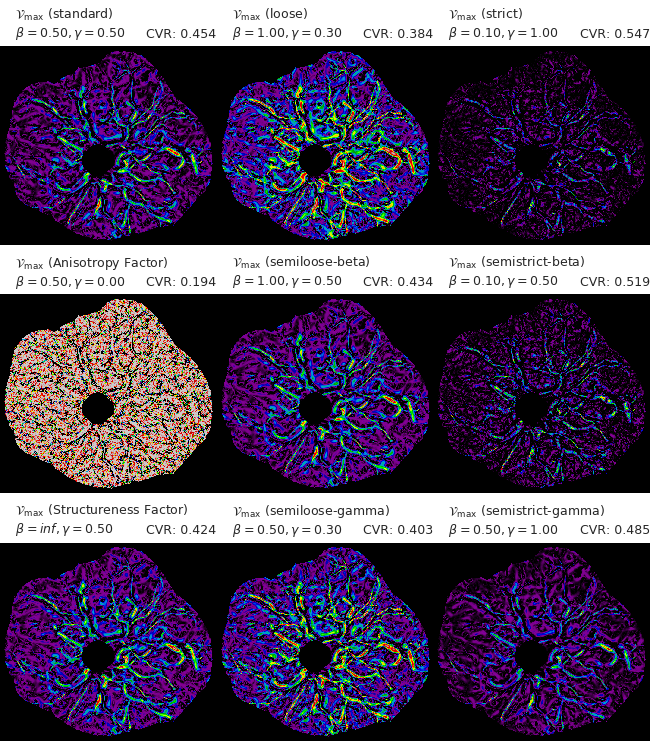 𝒱max (standard)
β = 0.50, γ = 0.50 CVR: 0.454
𝒱max (loose)
β = 1.00, γ = 0.30 CVR: 0.384
𝒱max (strict)
β = 0.10, γ = 1.00 CVR: 0.547
𝒱max (Anisotropy Factor)
β = 0.50, γ = 0.00 CVR: 0.194
𝒱max (semiloose-beta)
β = 1.00, γ = 0.50 CVR: 0.434
𝒱max (semistrict-beta)
β = 0.10, γ = 0.50 CVR: 0.519
𝒱max (Structureness Factor)
β = inf, γ = 0.50 CVR: 0.424
𝒱max (semiloose-gamma)
β = 0.50, γ = 0.30 CVR: 0.403
𝒱max (semistrict-gamma)
β = 0.50, γ = 1.00 CVR: 0.485